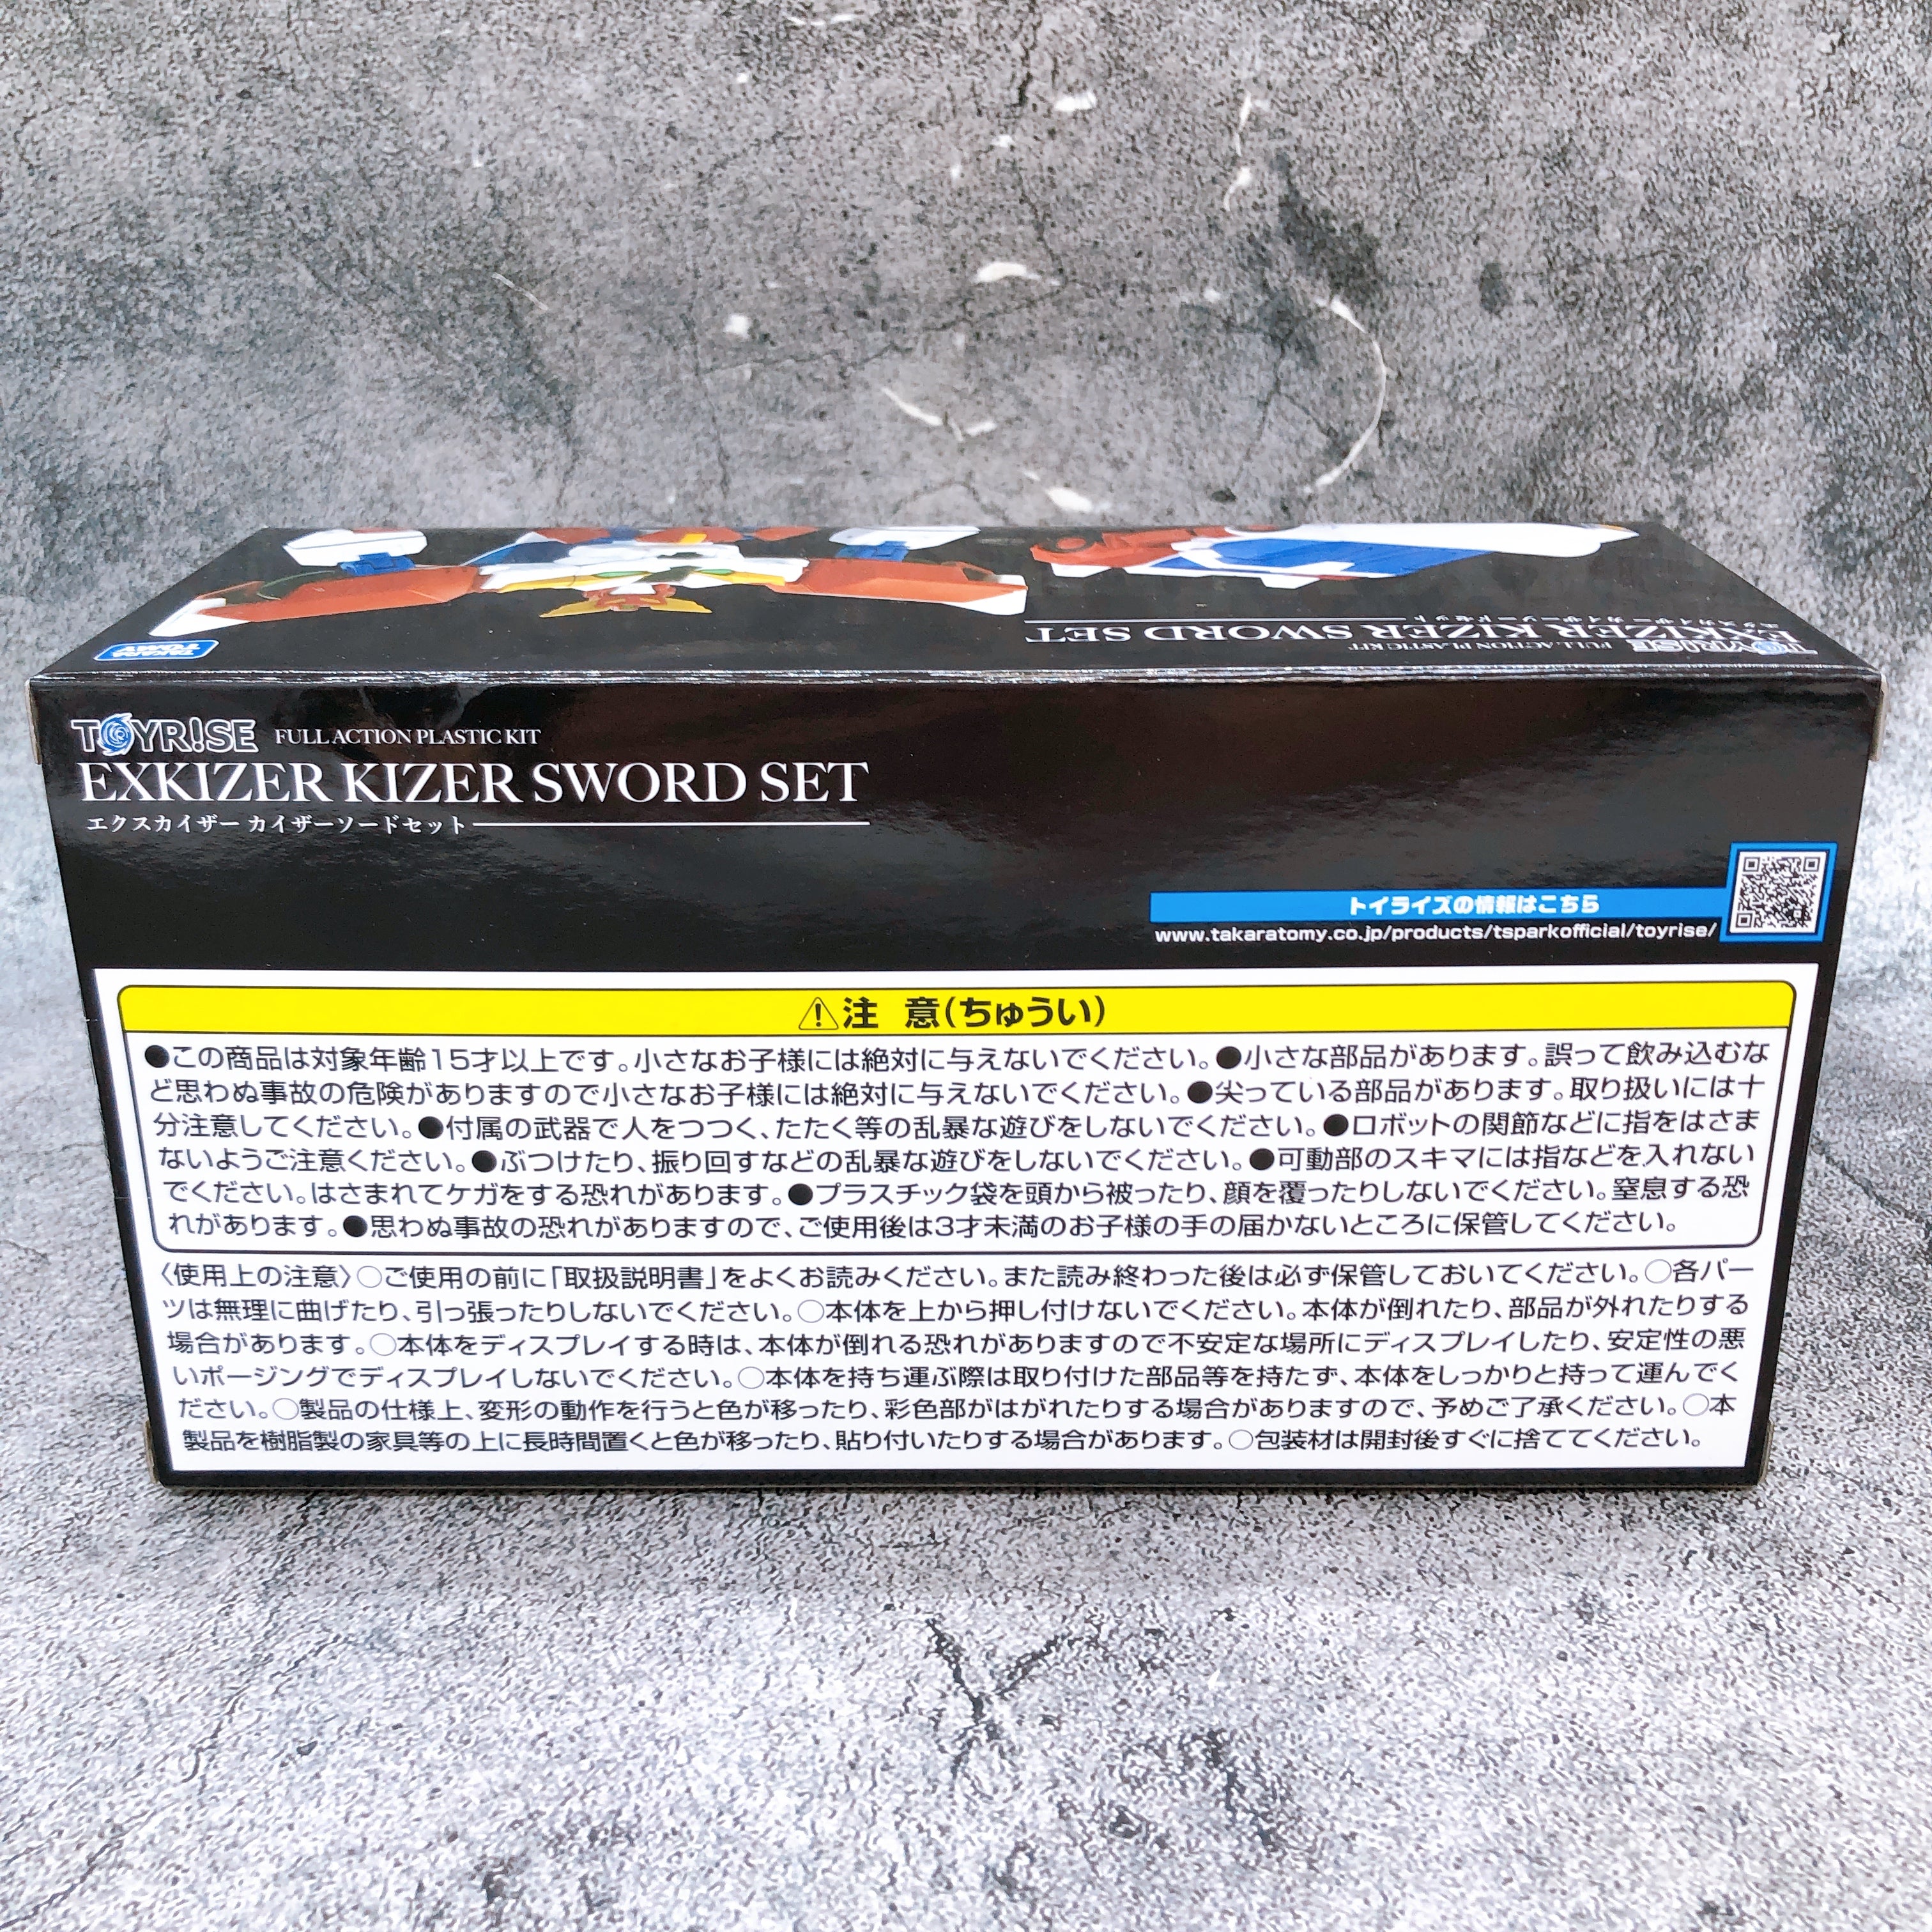 TAKARA TOMY
TOYRISE FULL ACTION PLASTIC KIT
EXKIZER KIZER SWORD SET
エクスカイザー カイザーソードセット
TOYR!SE FULL ACTION PLASTIC KIT
EXKIZER KIZER SWORD SET
エクスカイザー カイザーソードセット
トイライズの情報はこちら
www.takaratomy.co.jp/products/tsparkofficial/toyrise/
⚠注 意(ちゅうい)
●この商品は対象年齢15才以上です。小さなお子様には絶対に与えないでください。●小さな部品があります。誤って飲み込むな
ど思わぬ事故の危険がありますので小さなお子様には絶対に与えないでください。●尖っている部品があります。取り扱いには十
分注意してください。●付属の武器で人をつつく、たたく等の乱暴な遊びをしないでください。●ロボットの関節などに指をはさま
ないようご注意ください。●ぶつけたり、振り回すなどの乱暴な遊びをしないでください。●可動部のスキマには指などを入れない
でください。はさまれてケガをする恐れがあります。●プラスチック袋を頭から被ったり、顔を覆ったりしないでください。窒息する恐
れがあります。●思わぬ事故の恐れがありますので、ご使用後は3才未満のお子様の手の届かないところに保管してください。
〈使用上の注意〉○ご使用の前に「取扱説明書」をよくお読みください。また読み終わった後は必ず保管しておいてください。○各パー
ツは無理に曲げたり、引っ張ったりしないでください。○本体を上から押し付けないでください。本体が倒れたり、部品が外れたりする
場合があります。○本体をディスプレイする時は、本体が倒れる恐れがありますので不安定な場所にディスプレイしたり、安定性の悪
いポージングでディスプレイしないでください。○本体を持ち運ぶ際は取り付けた部品等を持たず、本体をしっかりと持って運んでく
ださい。○製品の仕様上、変形の動作を行うと色が移ったり、彩色部がはがれたりする場合がありますので、予めご了承ください。○本
製品を樹脂製の家具等の上に長時間置くと色が移ったり、貼り付いたりする場合があります。○包装材は開封後すぐに捨ててください。